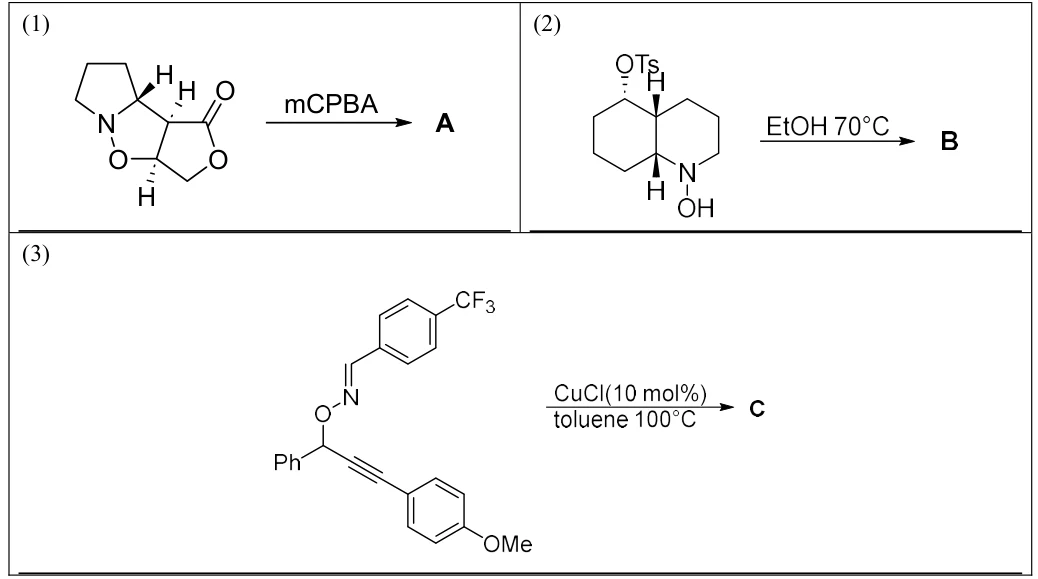 (1)
H
H
O
N
O
O
H
mCPBA
A
(2)
OTs
H
H
N
OH
EtOH 70°C
B
(3)
CF3
N
O
Ph
OMe
CuCl(10 mol%)
toluene 100°C
C